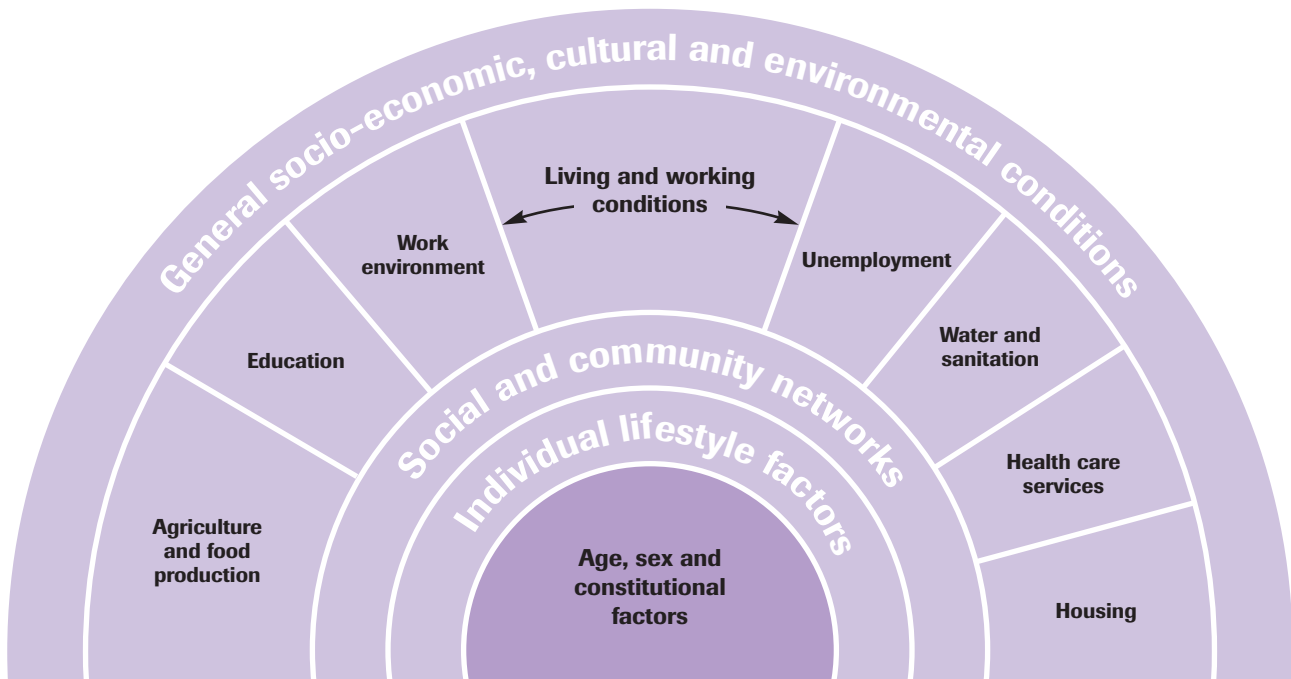 General socio-economic, cultural and environmental conditions
Living and working
conditions
Work
environment
Unemployment
Education
Water and
sanitation
Social and community networks
Individual lifestyle factors
Health care
services
Agriculture
and food
production
Age, sex and
constitutional
factors
Housing